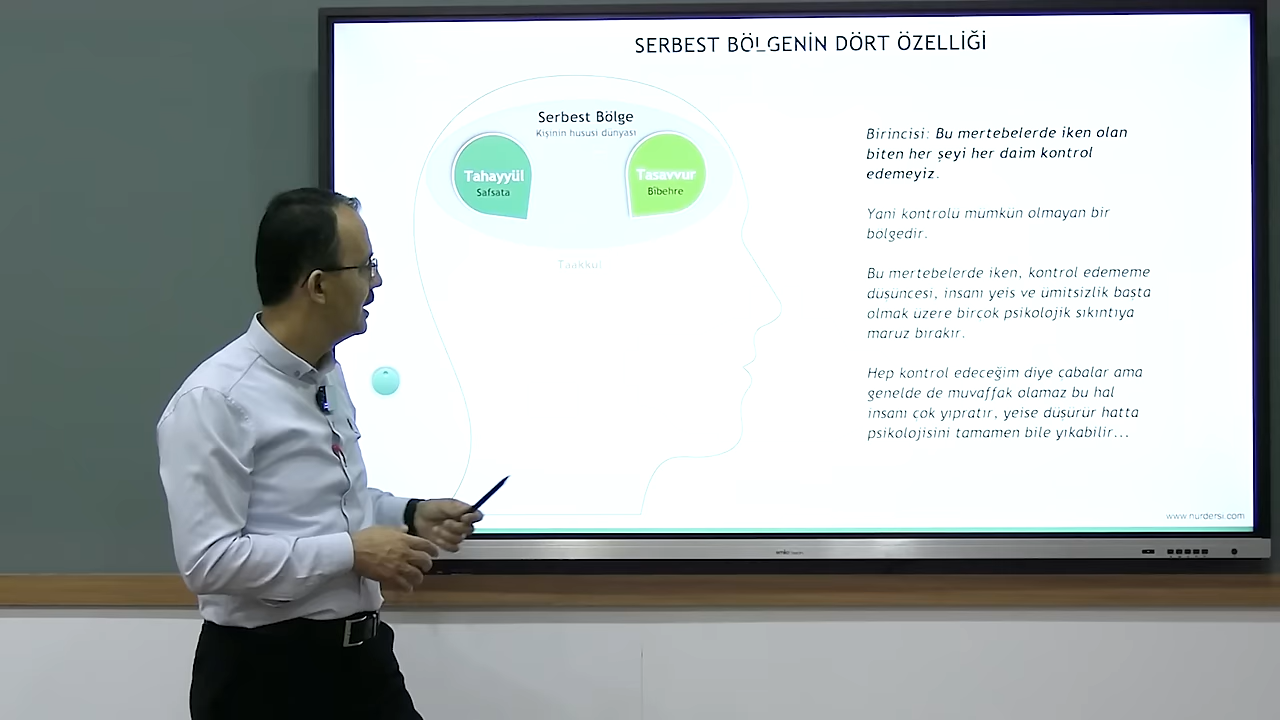 SERBEST BÖLGENİN DÖRT ÖZELLİĞİ
Serbest Bölge
Kişinin hususi dünyası
Tahayyül
Safsata
Tasavvur
Bîbehre
Taakkul
Birincisi: Bu mertebelerde iken olan
biten her şeyi her daim kontrol
edemeyiz.
Yani kontrolu mumkün olmayan bir
bolgedir.
Bu mertebelerde iken, kontrol edememe
dusuncesi, insanı yeis ve ümitsizlik basta
olmak uzere bircok psikolojik sıkıntıya
maruz bırakır.
Hep kontrol edeceğim diye cabalar ama
genelde de muvaffak olamaz bu hal
insanı cok yıpratır, yeise dusurur hatta
psikolojisini tamamen bile yıkabilir...
www.nurdersi.com